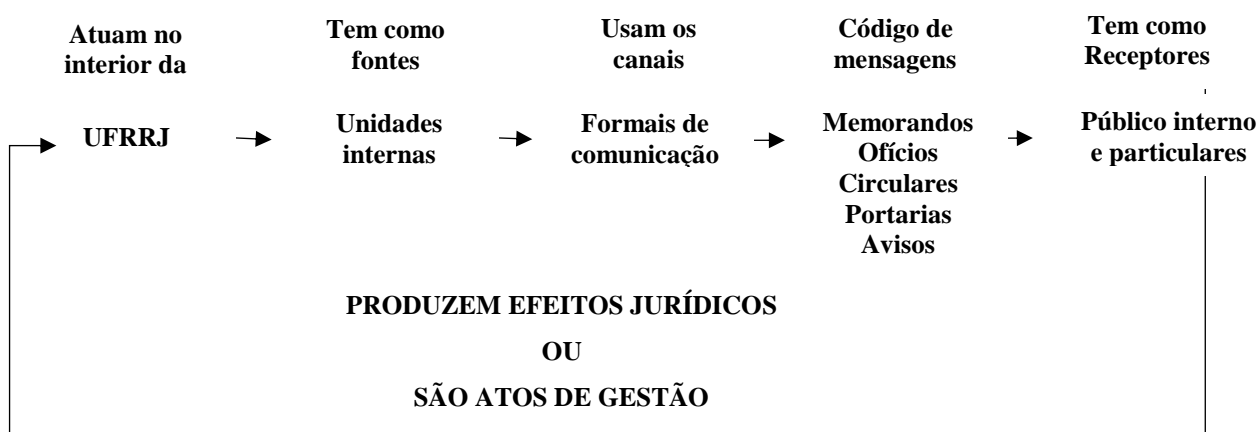 Atuam no
interior da
Tem como
fontes
Usam os
canais
Código de
mensagens
Tem como
Receptores
UFRRJ
Unidades
internas
Formais de
comunicação
Memorandos
Ofícios
Circulares
Portarias
Avisos
Público interno
e particulares
PRODUZEM EFEITOS JURÍDICOS
OU
SÃO ATOS DE GESTÃO